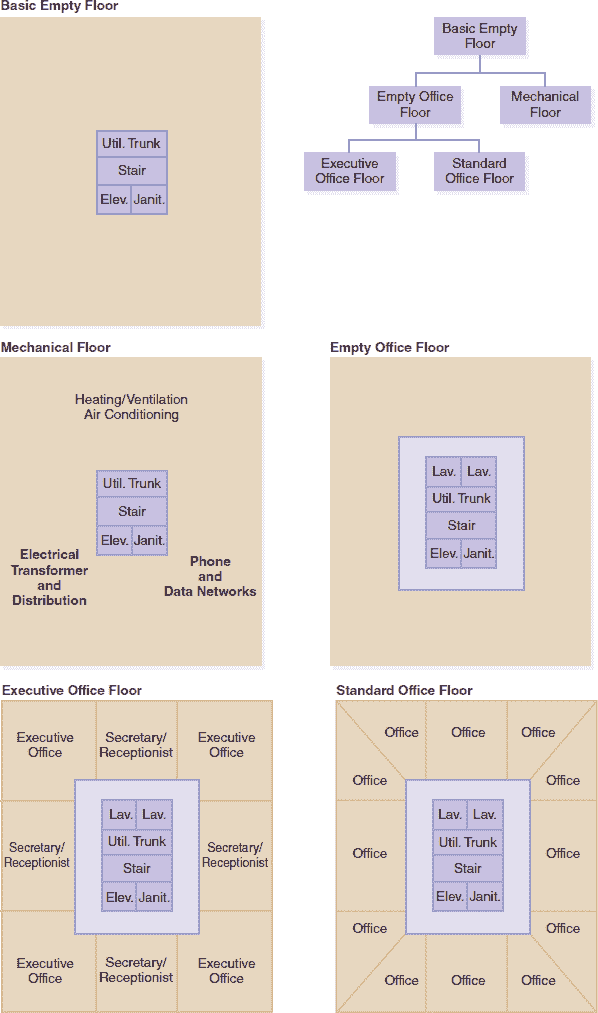 Basic Empty Floor
Util. Trunk
Stair
Elev. Janit.
Basic Empty
Floor
Empty Office
Floor
Mechanical
Floor
Executive
Office Floor
Standard
Office Floor
Mechanical Floor
Heating/Ventilation
Air Conditioning
Util. Trunk
Stair
Elev. Janit.
Electrical
Transformer
and
Distribution
Phone
and
Data Networks
Empty Office Floor
Lav. Lav.
Util. Trunk
Stair
Elev. Janit.
Executive Office Floor
Executive
Office
Secretary/
Receptionist
Executive
Office
Secretary/
Receptionist
Lav. Lav.
Util. Trunk
Stair
Elev. Janit.
Secretary/
Receptionist
Executive
Office
Secretary/
Receptionist
Executive
Office
Standard Office Floor
Office Office Office
Office Office
Lav. Lav.
Util. Trunk
Stair
Elev. Janit.
Office Office
Office Office
Office Office Office